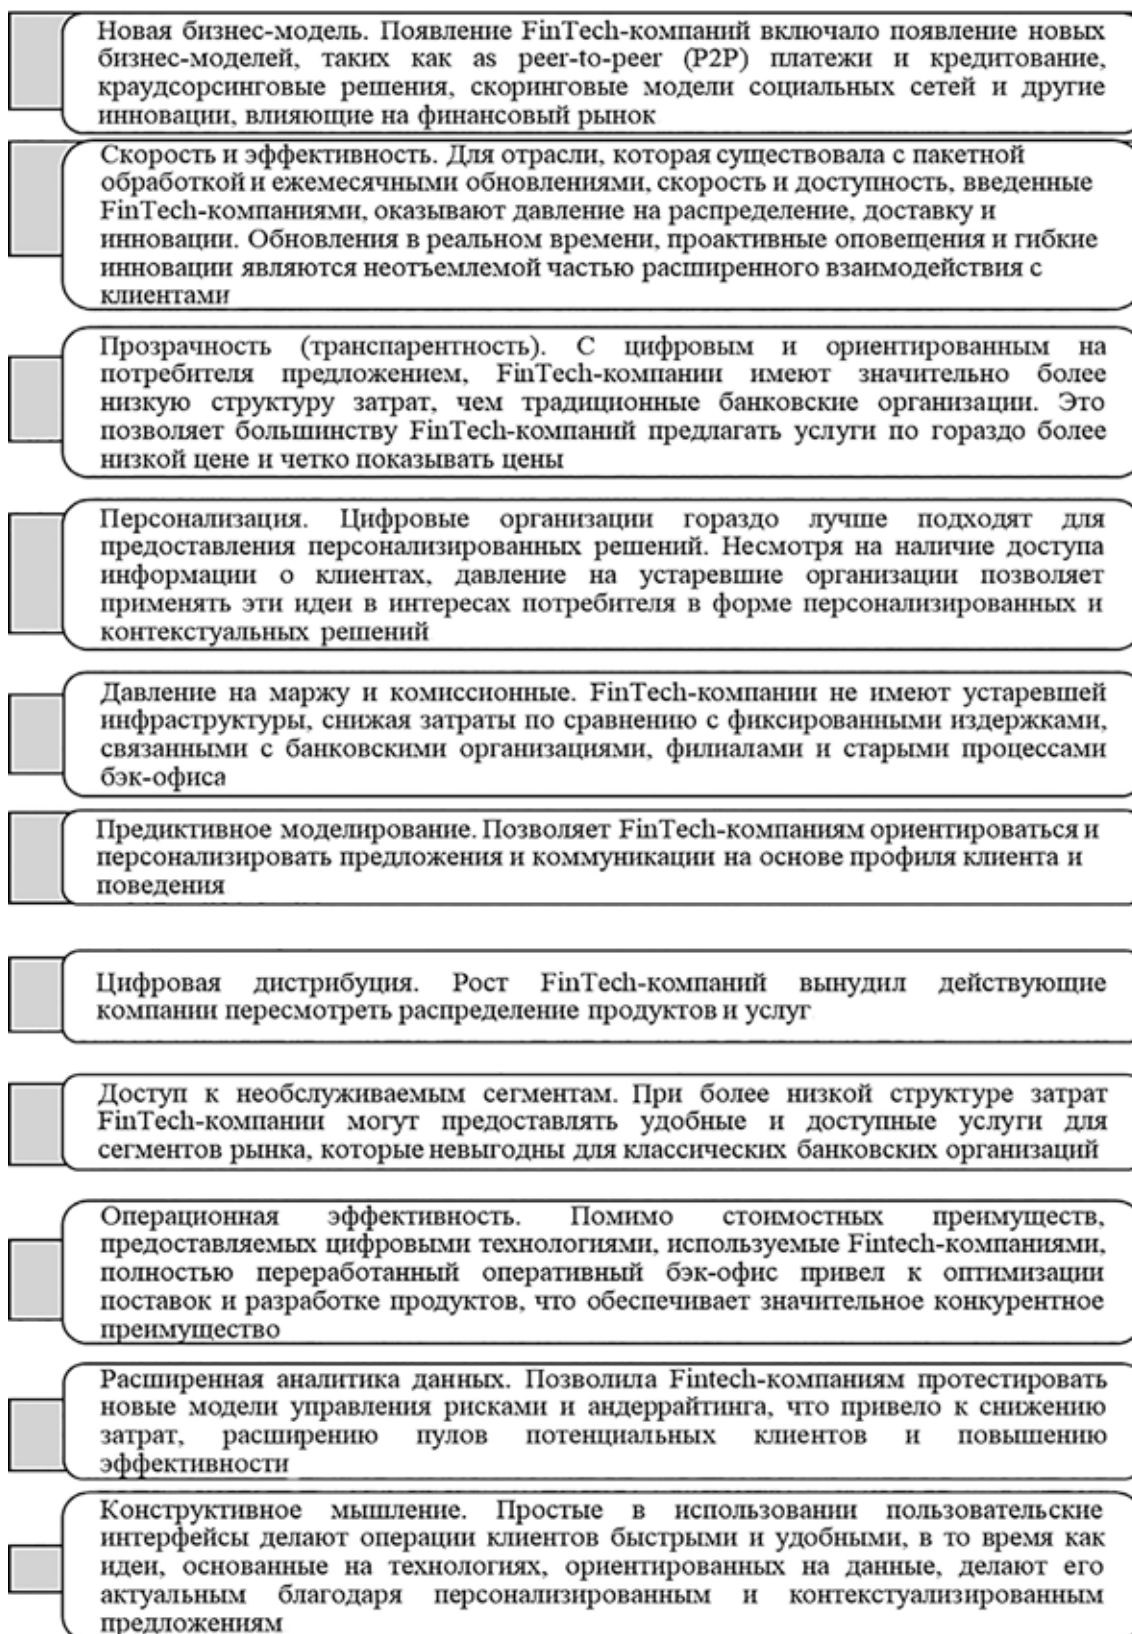 Новая бизнес-модель. Появление FinTech-компаний включало появление новых
бизнес-моделей, таких как as peer-to-peer (P2P) платежи и кредитование,
краудсорсинговые решения, скоринговые модели социальных сетей и другие
инновации, влияющие на финансовый рынок
Скорость и эффективность. Для отрасли, которая существовала с пакетной
обработкой и ежемесячными обновлениями, скорость и доступность, введенные
FinTech-компаниями, оказывают давление на распределение, доставку и
инновации. Обновления в реальном времени, проактивные оповещения и гибкие
инновации являются неотъемлемой частью расширенного взаимодействия с
клиентами
Прозрачность (транспарентность). С цифровым и ориентированным на
потребителя предложением, FinTech-компании имеют значительно более
низкую структуру затрат, чем традиционные банковские организации. Это
позволяет большинству FinTech-компаний предлагать услуги по гораздо более
низкой цене и четко показывать цены
Персонализация. Цифровые организации гораздо лучше подходят для
предоставления персонализированных решений. Несмотря на наличие доступа
информации о клиентах, давление на устаревшие организации позволяет
применять эти идеи в интересах потребителя в форме персонализированных и
контекстуальных решений
Давление на маржу и комиссионные. FinTech-компании не имеют устаревшей
инфраструктуры, снижая затраты по сравнению с фиксированными издержками,
связанными с банковскими организациями, филиалами и старыми процессами
бэк-офиса
Предиктивное моделирование. Позволяет FinTech-компаниям ориентироваться и
персонализировать предложения и коммуникации на основе профиля клиента и
поведения
Цифровая дистрибуция. Рост FinTech-компаний вынудил действующие
компании пересмотреть распределение продуктов и услуг
Доступ к необслуживаемым сегментам. При более низкой структуре затрат
FinTech-компании могут предоставлять удобные и доступные услуги для
сегментов рынка, которые невыгодны для классических банковских организаций
Операционная эффективность. Помимо стоимостных преимуществ,
предоставляемых цифровыми технологиями, используемые Fintech-компаниями,
полностью переработанный оперативный бэк-офис привел к оптимизации
поставок и разработке продуктов, что обеспечивает значительное конкурентное
преимущество
Расширенная аналитика данных. Позволила Fintech-компаниям протестировать
новые модели управления рисками и андеррайтинга, что привело к снижению
затрат, расширению пулов потенциальных клиентов и повышению
эффективности
Конструктивное мышление. Простые в использовании пользовательские
интерфейсы делают операции клиентов быстрыми и удобными, в то время как
идеи, основанные на технологиях, ориентированных на данные, делают его
актуальным благодаря персонализированным и контекстуализированным
предложениям